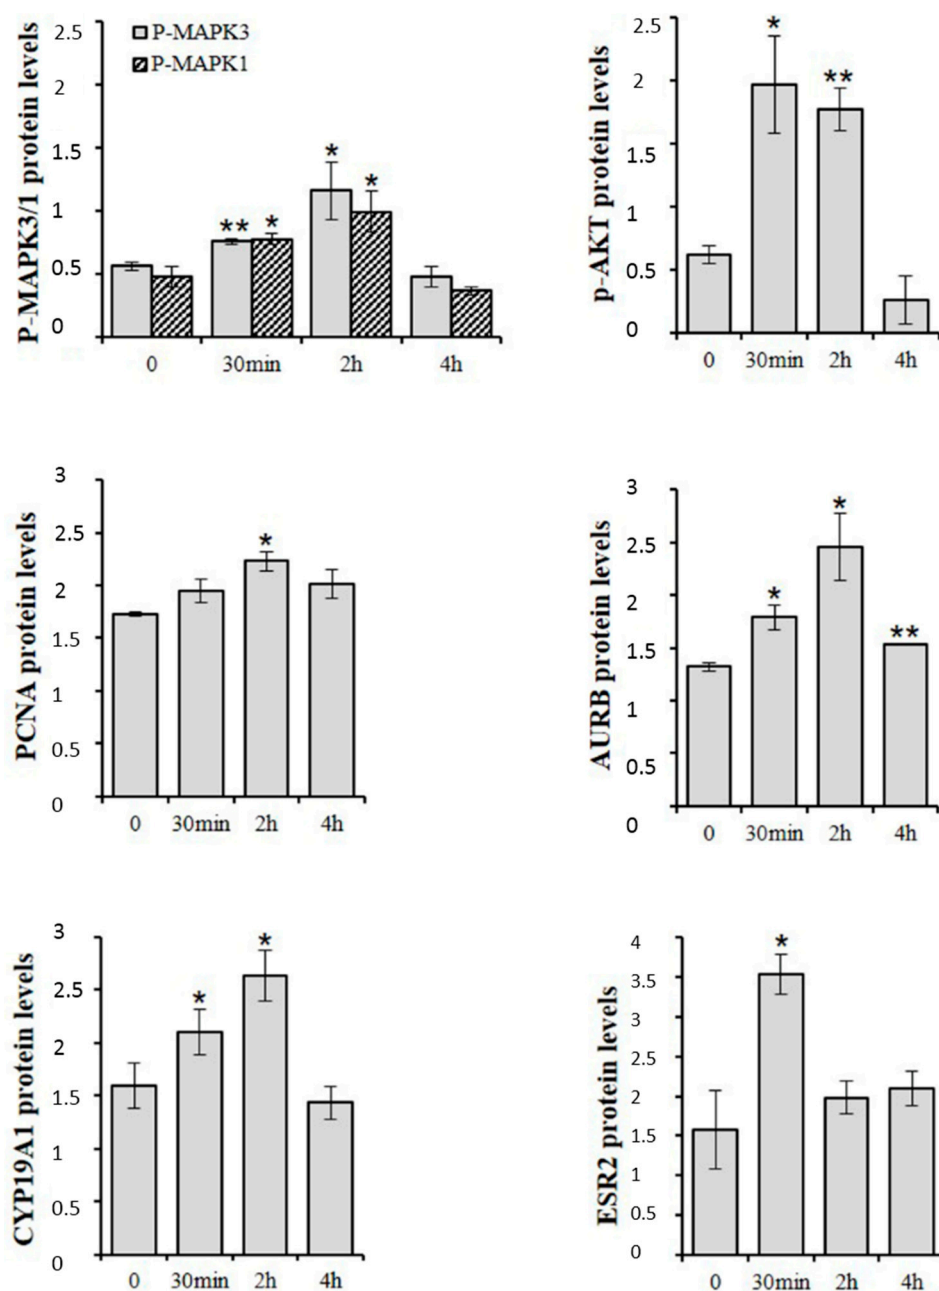 P-MAPK3/1 protein levels
2.5
2
1.5
1
0.5
0
P-MAPK3
P-MAPK1
** * * *
0 30min 2h 4h
p-AKT protein levels
2.5
2
1.5
1
0.5
0
* **
0 30min 2h 4h
PCNA protein levels
3
2.5
2
1.5
1
0.5
0
*
0 30min 2h 4h
AURB protein levels
3
2.5
2
1.5
1
0.5
0
* * **
0 30min 2h 4h
CYP19A1 protein levels
3
2.5
2
1.5
1
0.5
0
* *
0 30min 2h 4h
ESR2 protein levels
4
3.5
3
2.5
2
1.5
1
0.5
0
*
0 30min 2h 4h